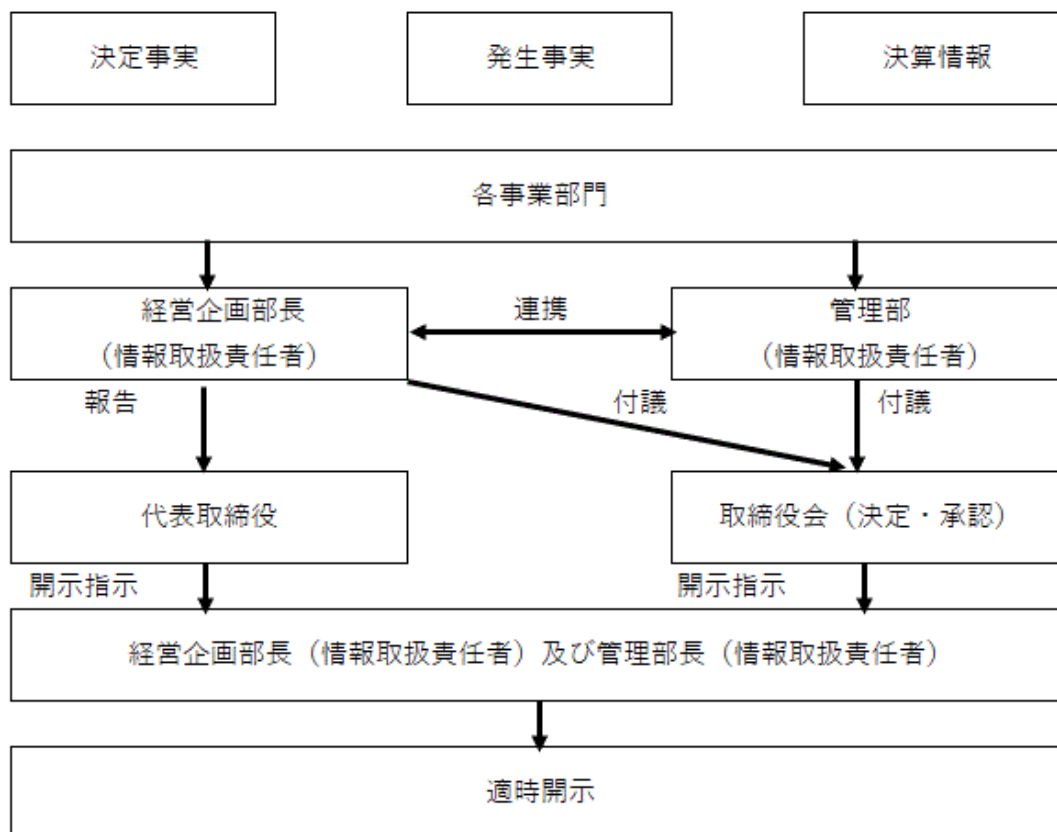 決定事実
発生事実
決算情報
各事業部門
経営企画部長
（情報取扱責任者）
連携
管理部
（情報取扱責任者）
報告
付議
付議
代表取締役
取締役会（決定・承認）
開示指示
開示指示
経営企画部長（情報取扱責任者）及び管理部長（情報取扱責任者）
適時開示